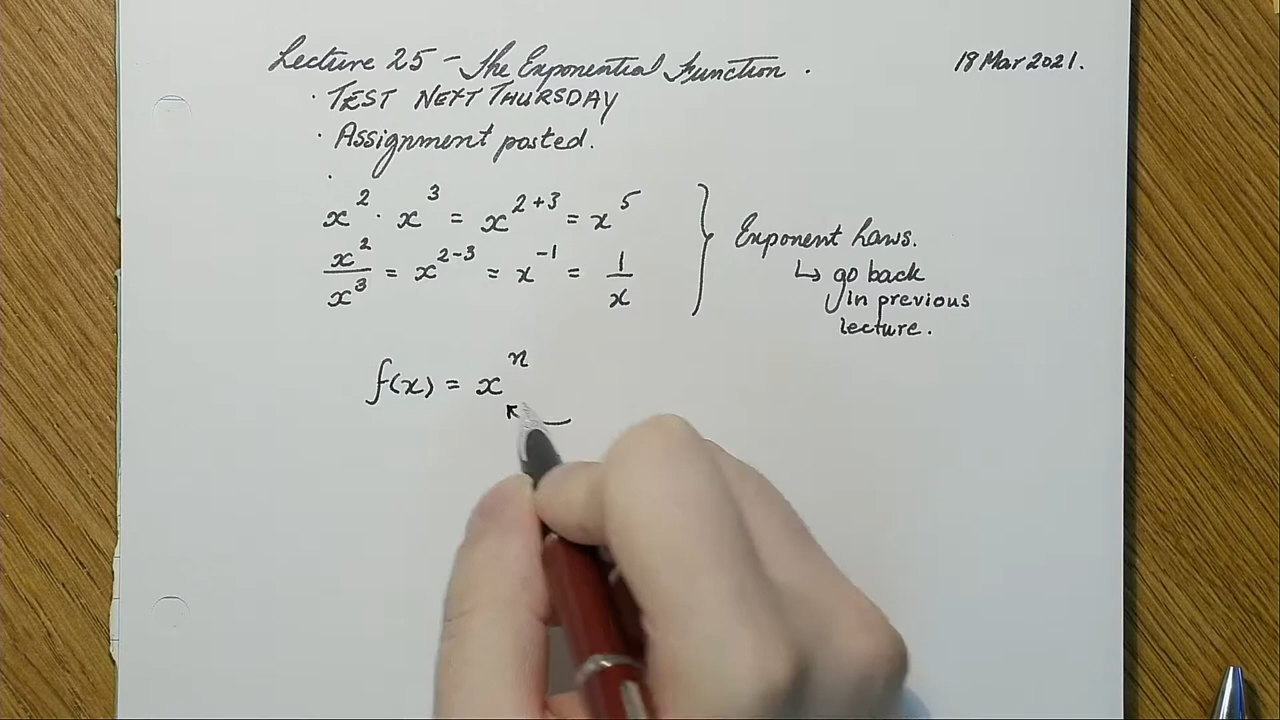 Lecture 25 - The Exponential Function. 18 Mar 2021.
· TEST NEXT THURSDAY
· Assignment posted.
·
x² · x³ = x²⁺³ = x⁵
x²/x³ = x²⁻³ = x⁻¹ = 1/x
} Exponent Laws.
↳ go back
in previous
lecture.
f(x) = xⁿ